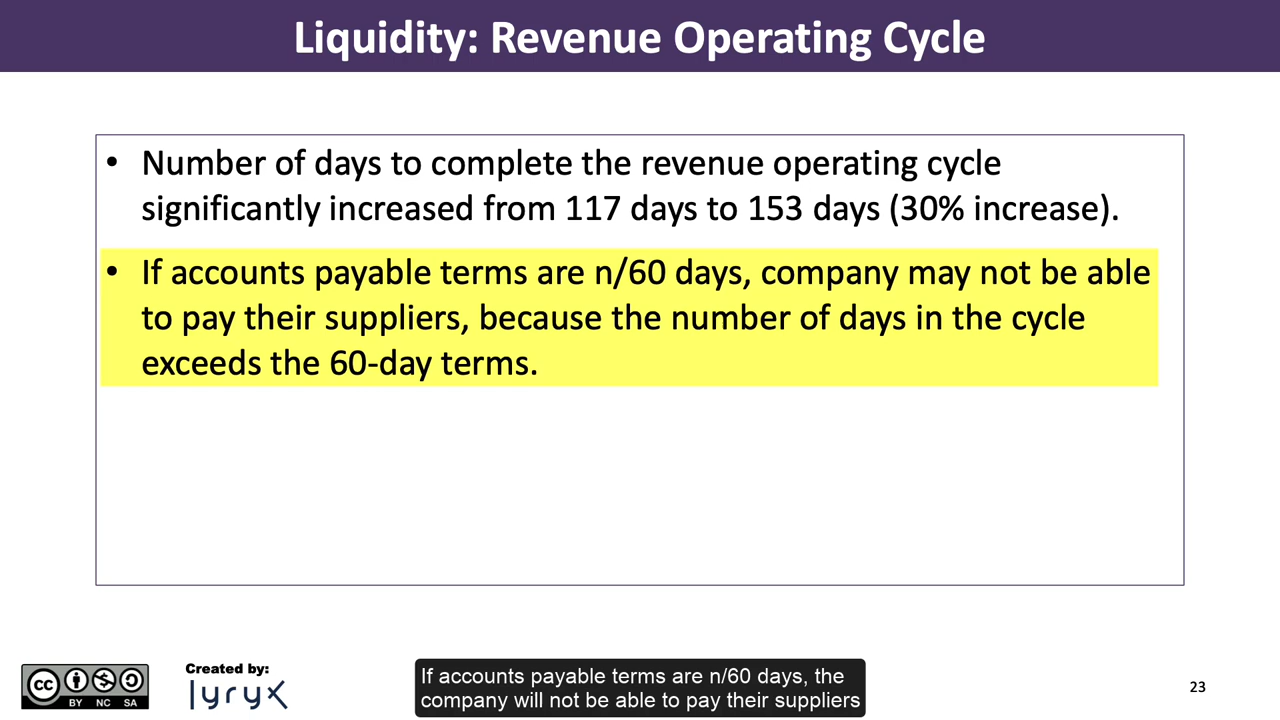 Liquidity: Revenue Operating Cycle
• Number of days to complete the revenue operating cycle
significantly increased from 117 days to 153 days (30% increase).
• If accounts payable terms are n/60 days, company may not be able
to pay their suppliers, because the number of days in the cycle
exceeds the 60-day terms.
cc
BY NC SA
Created by:
lyryx
If accounts payable terms are n/60 days, the
company will not be able to pay their suppliers
23